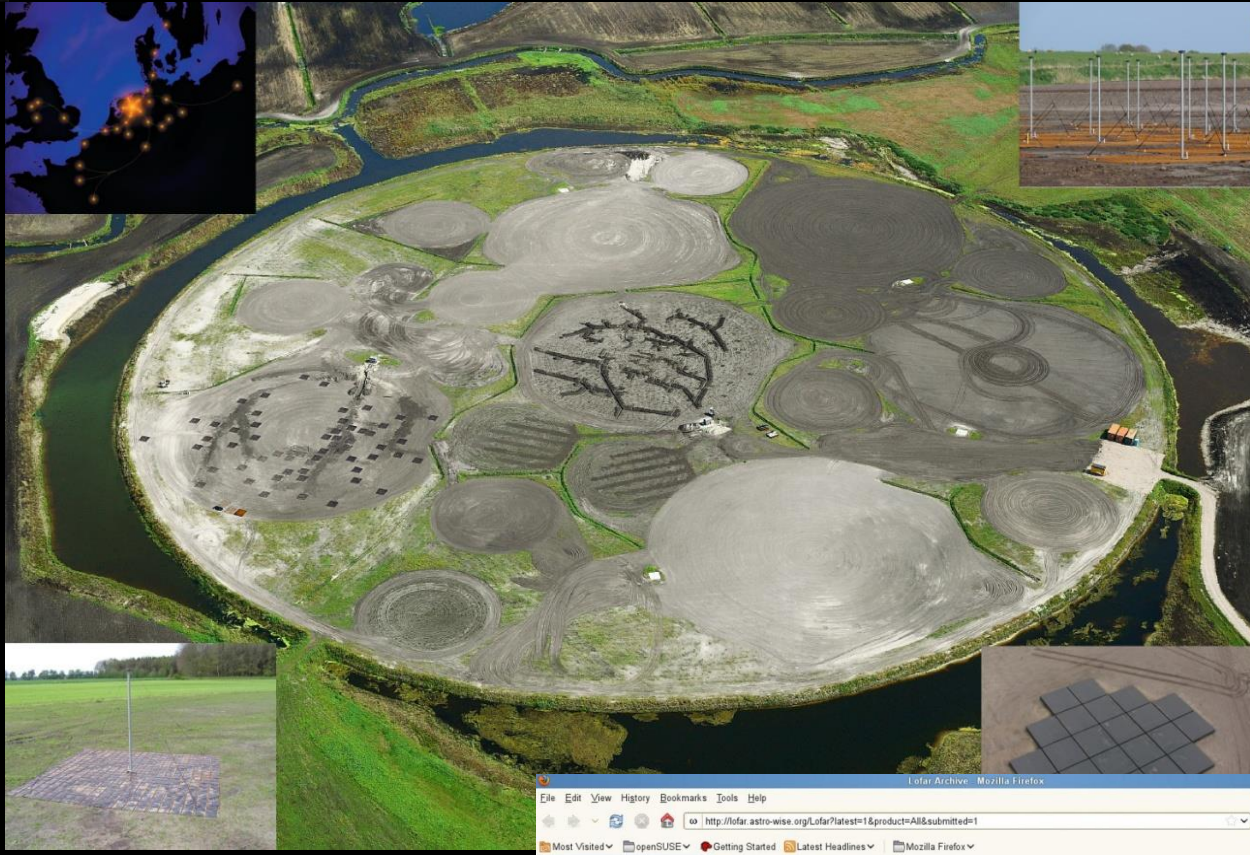 Lofar Archive - Mozilla Firefox
File Edit View History Bookmarks Tools Help
http://lofar.astro-wise.org/Lofar?latest=1&product=All&submitted=1
Most Visited openSUSE Getting Started Latest Headlines Mozilla Firefox